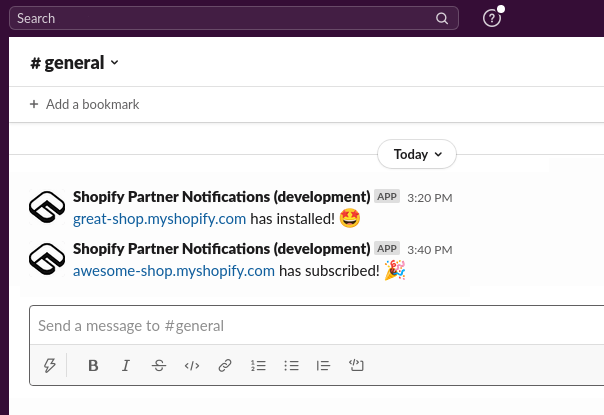 Search
# general
+ Add a bookmark
Today
Shopify Partner Notifications (development) APP 3:20 PM
great-shop.myshopify.com has installed! 🤩
Shopify Partner Notifications (development) APP 3:40 PM
awesome-shop.myshopify.com has subscribed! 🎉
Send a message to #general
B I S